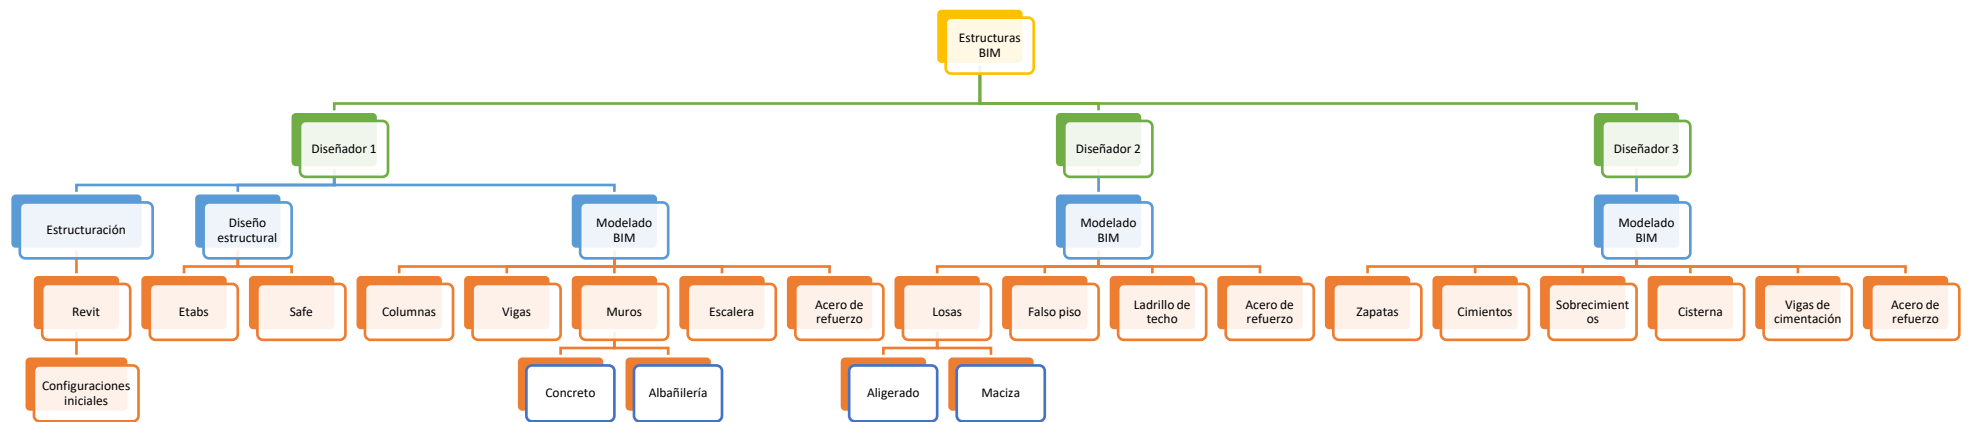 Estructuras
BIM
Diseñador 1
Diseñador 2
Diseñador 3
Estructuración
Diseño
estructural
Modelado
BIM
Modelado
BIM
Modelado
BIM
Revit
Etabs
Safe
Columnas
Vigas
Muros
Escalera
Acero de
refuerzo
Losas
Falso piso
Ladrillo de
techo
Acero de
refuerzo
Zapatas
Cimientos
Sobrecimient
os
Cisterna
Vigas de
cimentación
Acero de
refuerzo
Configuraciones
iniciales
Concreto
Albañilería
Aligerado
Maciza